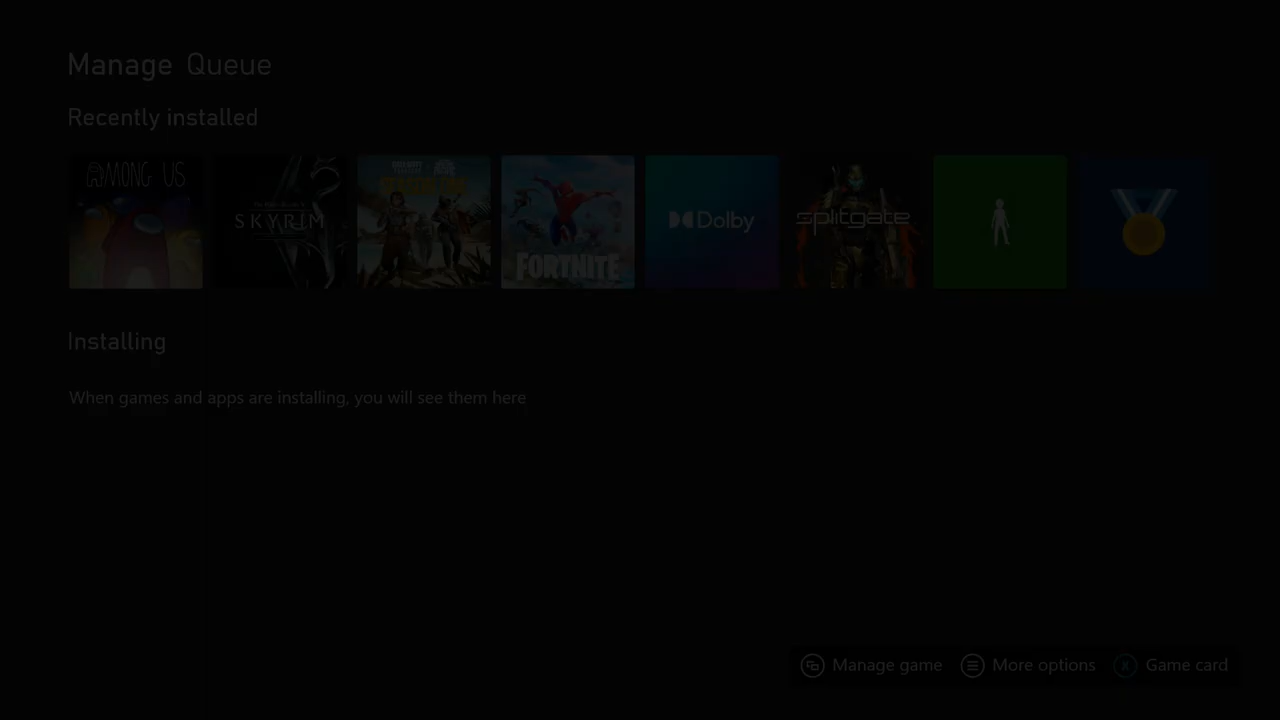 Manage Queue
Recently installed
AMONG US
SKYRIM
FORTNITE
Dolby
splitgate
Installing
When games and apps are installing, you will see them here
Manage game
More options
X Game card